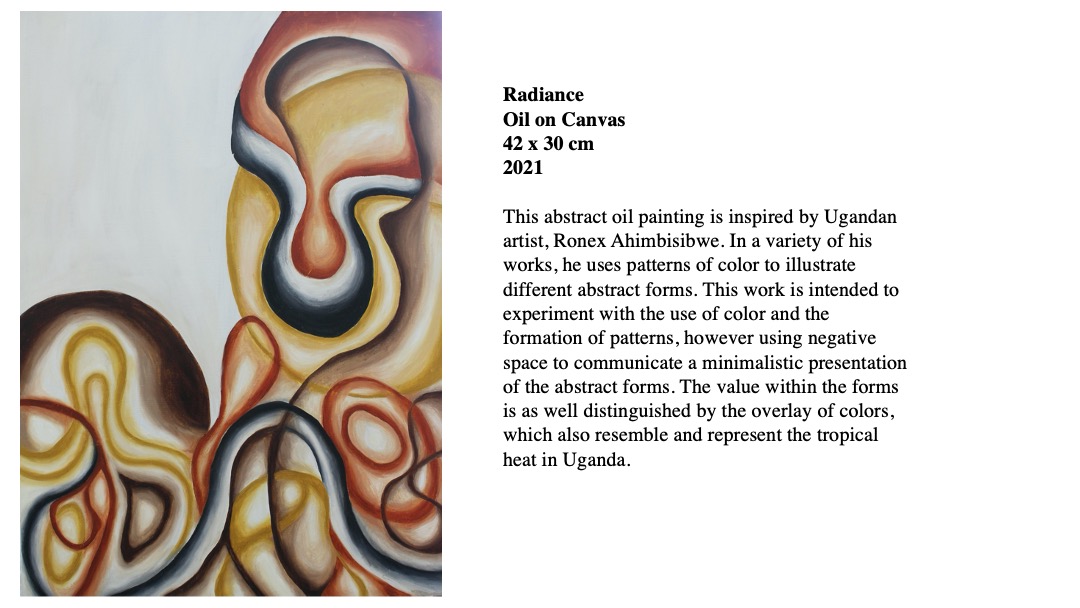 Radiance
Oil on Canvas
42 x 30 cm
2021
This abstract oil painting is inspired by Ugandan
artist, Ronex Ahimbisibwe. In a variety of his
works, he uses patterns of color to illustrate
different abstract forms. This work is intended to
experiment with the use of color and the
formation of patterns, however using negative
space to communicate a minimalistic presentation
of the abstract forms. The value within the forms
is as well distinguished by the overlay of colors,
which also resemble and represent the tropical
heat in Uganda.